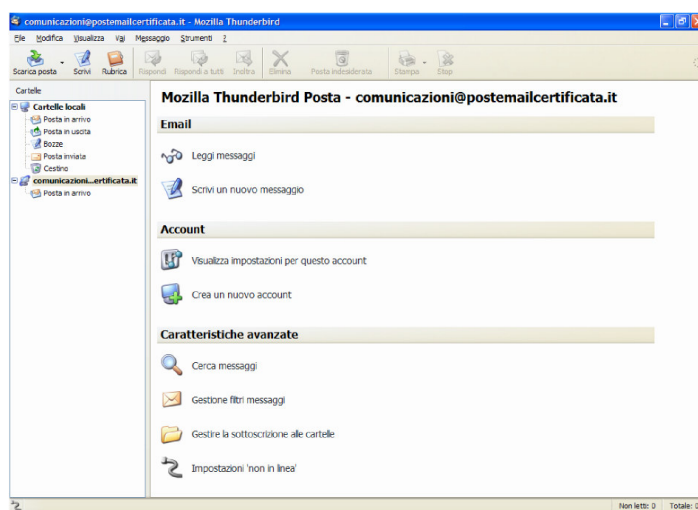 comunicazioni@postemailcertificata.it - Mozilla Thunderbird
File Modifica Visualizza Vai Messaggio Strumenti ?
Scarica posta Scrivi Rubrica Rispondi Rispondi a tutti Inoltra Elimina Posta indesiderata Stampa Stop
Cartelle
Cartelle locali
Posta in arrivo
Posta in uscita
Bozze
Posta inviata
Cestino
comunicazioni...ertificata.it
Posta in arrivo
Mozilla Thunderbird Posta - comunicazioni@postemailcertificata.it
Email
Leggi messaggi
Scrivi un nuovo messaggio
Account
Visualizza impostazioni per questo account
Crea un nuovo account
Caratteristiche avanzate
Cerca messaggi
Gestione filtri messaggi
Gestire la sottoscrizione alle cartelle
Impostazioni 'non in linea'
Non letti: 0 Totale: 0